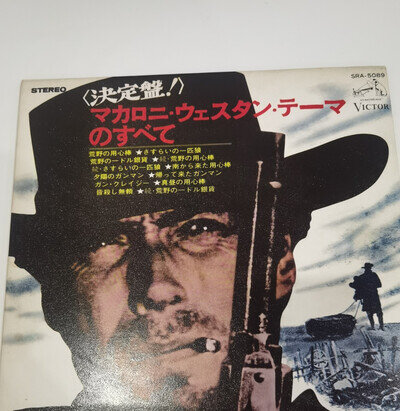 STEREO
SRA-5089
VICTOR
〈決定盤!〉
マカロニ・ウェスタン・テーマ
のすべて
荒野の用心棒 ★さすらいの一匹狼
荒野の一ドル銀貨 ★続・荒野の用心棒
続・さすらいの一匹狼 ★南から来た用心棒
夕陽のガンマン ★帰って来たガンマン
ガン・クレイジー ★真昼の用心棒
皆殺し無頼 ★続・荒野の一ドル銀貨